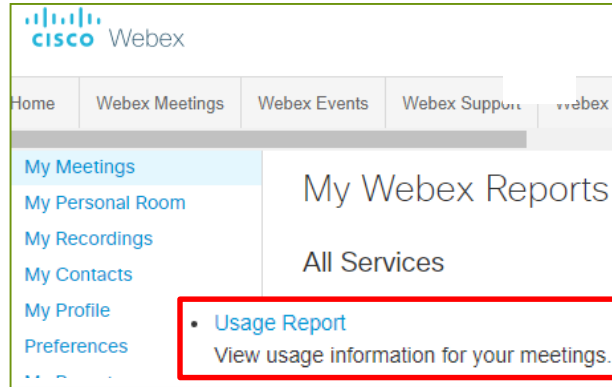 CISCO Webex
Home Webex Meetings Webex Events Webex Support Webex
My Meetings
My Personal Room
My Recordings
My Contacts
My Profile
Preferences
My Webex Reports
All Services
• Usage Report
View usage information for your meetings.